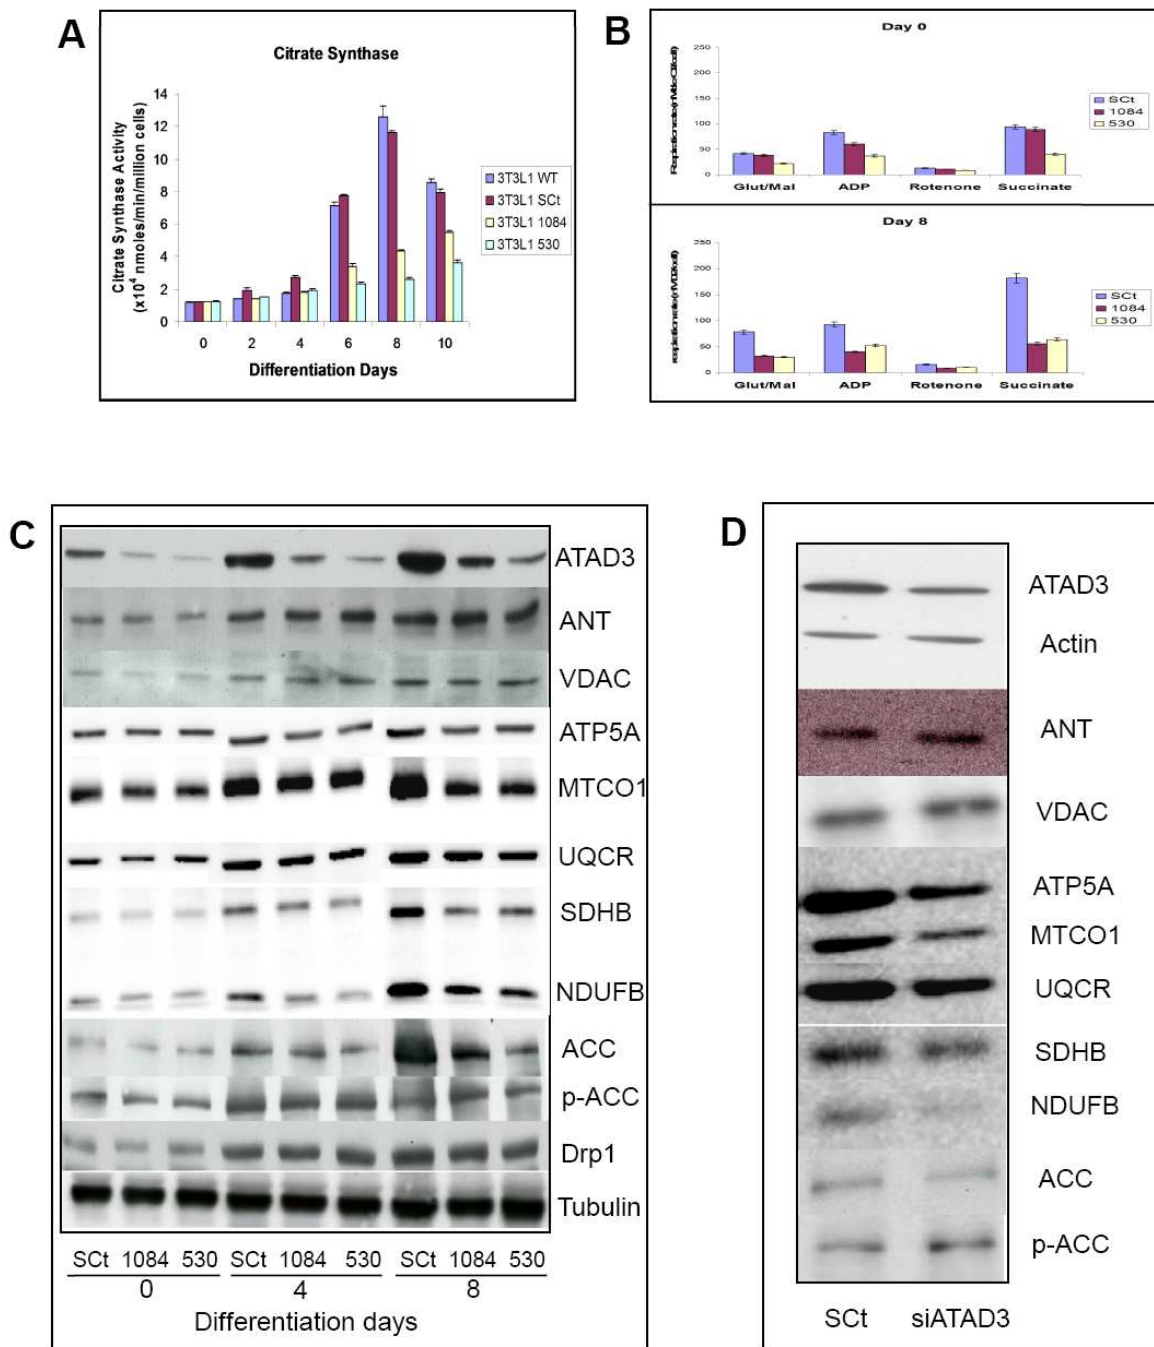 A
Citrate Synthase
Citrate Synthase Activity
(x10⁴ nmoles/min/million cells)
14
12
10
8
6
4
2
0
0 2 4 6 8 10
Differentiation Days
3T3L1 WT
3T3L1 SCt
3T3L1 1084
3T3L1 530
B
Day 0
250
200
150
100
50
0
Glut/Mal ADP Rotenone Succinate
SCt
1084
530
Day 8
250
200
150
100
50
0
Glut/Mal ADP Rotenone Succinate
SCt
1084
530
C
ATAD3
ANT
VDAC
ATP5A
MTCO1
UQCR
SDHB
NDUFB
ACC
p-ACC
Drp1
Tubulin
SCt 1084 530 SCt 1084 530 SCt 1084 530
0 4 8
Differentiation days
D
ATAD3
Actin
ANT
VDAC
ATP5A
MTCO1
UQCR
SDHB
NDUFB
ACC
p-ACC
SCt siATAD3